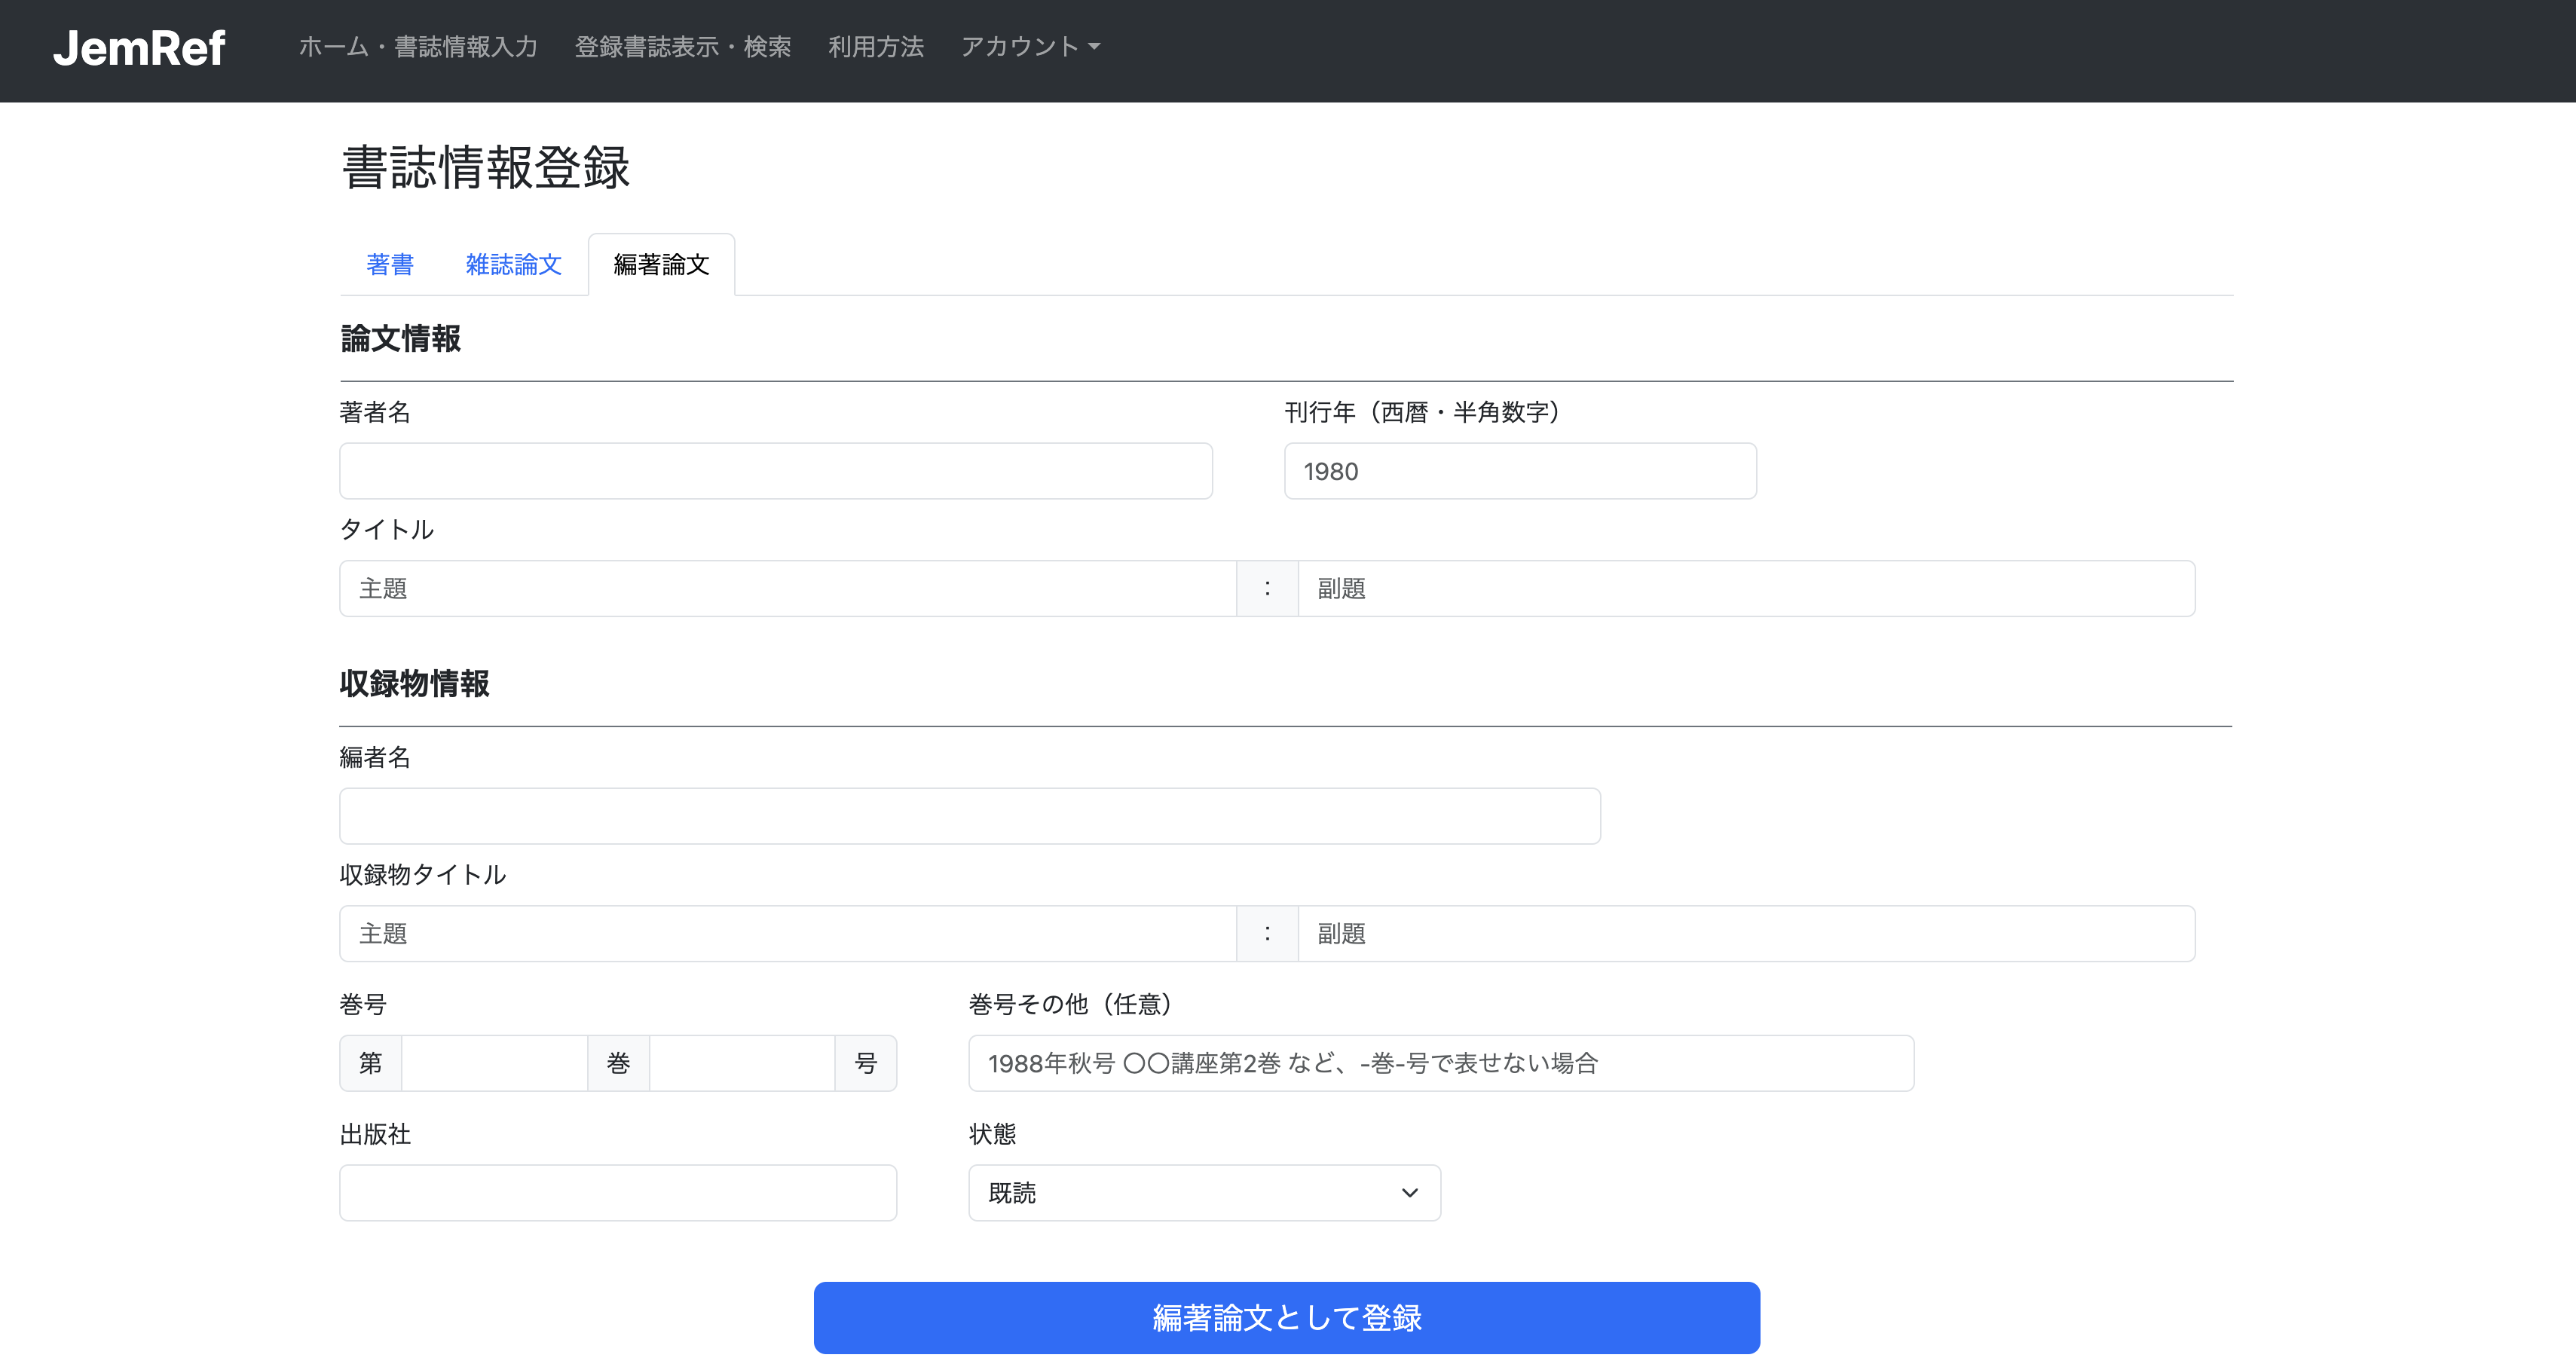 JemRef ホーム・書誌情報入力 登録書誌表示・検索 利用方法 アカウント
書誌情報登録
著書 雑誌論文 編著論文
論文情報
著者名 刊行年（西暦・半角数字）
1980
タイトル
主題 : 副題
収録物情報
編者名
収録物タイトル
主題 : 副題
巻号 巻号その他（任意）
第 巻 号 1988年秋号 〇〇講座第2巻 など、-巻-号で表せない場合
出版社 状態
既読
編著論文として登録